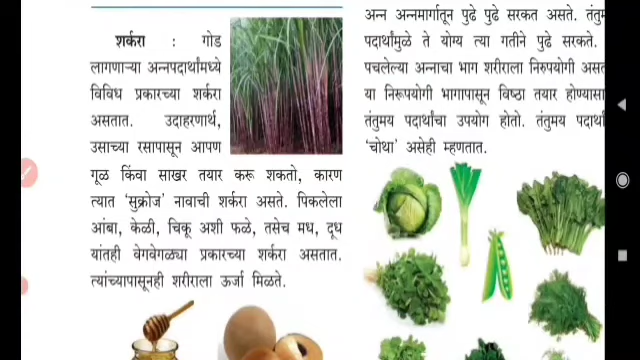 शर्करा : गोड
लागणाऱ्या अन्नपदार्थांमध्ये
विविध प्रकारच्या शर्करा
असतात. उदाहरणार्थ,
उसाच्या रसापासून आपण
गूळ किंवा साखर तयार करू शकतो, कारण
त्यात ‘सुक्रोज’ नावाची शर्करा असते. पिकलेला
आंबा, केळी, चिकू अशी फळे, तसेच मध, दूध
यांतही वेगवेगळ्या प्रकारच्या शर्करा असतात.
त्यांच्यापासूनही शरीराला ऊर्जा मिळते.
अन्न अन्नमार्गातून पुढे पुढे सरकत असते. तंतुम
पदार्थांमुळे ते योग्य त्या गतीने पुढे सरकते.
पचलेल्या अन्नाचा भाग शरीराला निरुपयोगी असत
या निरूपयोगी भागापासून विष्ठा तयार होण्यासा
तंतुमय पदार्थांचा उपयोग होतो. तंतुमय पदार्था
‘चोथा’ असेही म्हणतात.